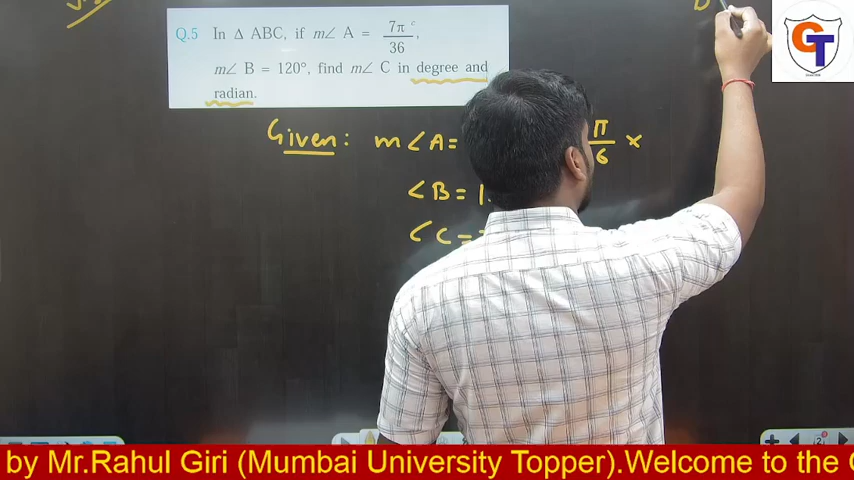 Q.5 In Δ ABC, if m∠ A = 7π^c/36,
m∠ B = 120°, find m∠ C in degree and
radian.
Given: m∠A= π/6 ×
∠B= 1
∠C=
GT
by Mr.Rahul Giri (Mumbai University Topper).Welcome to the